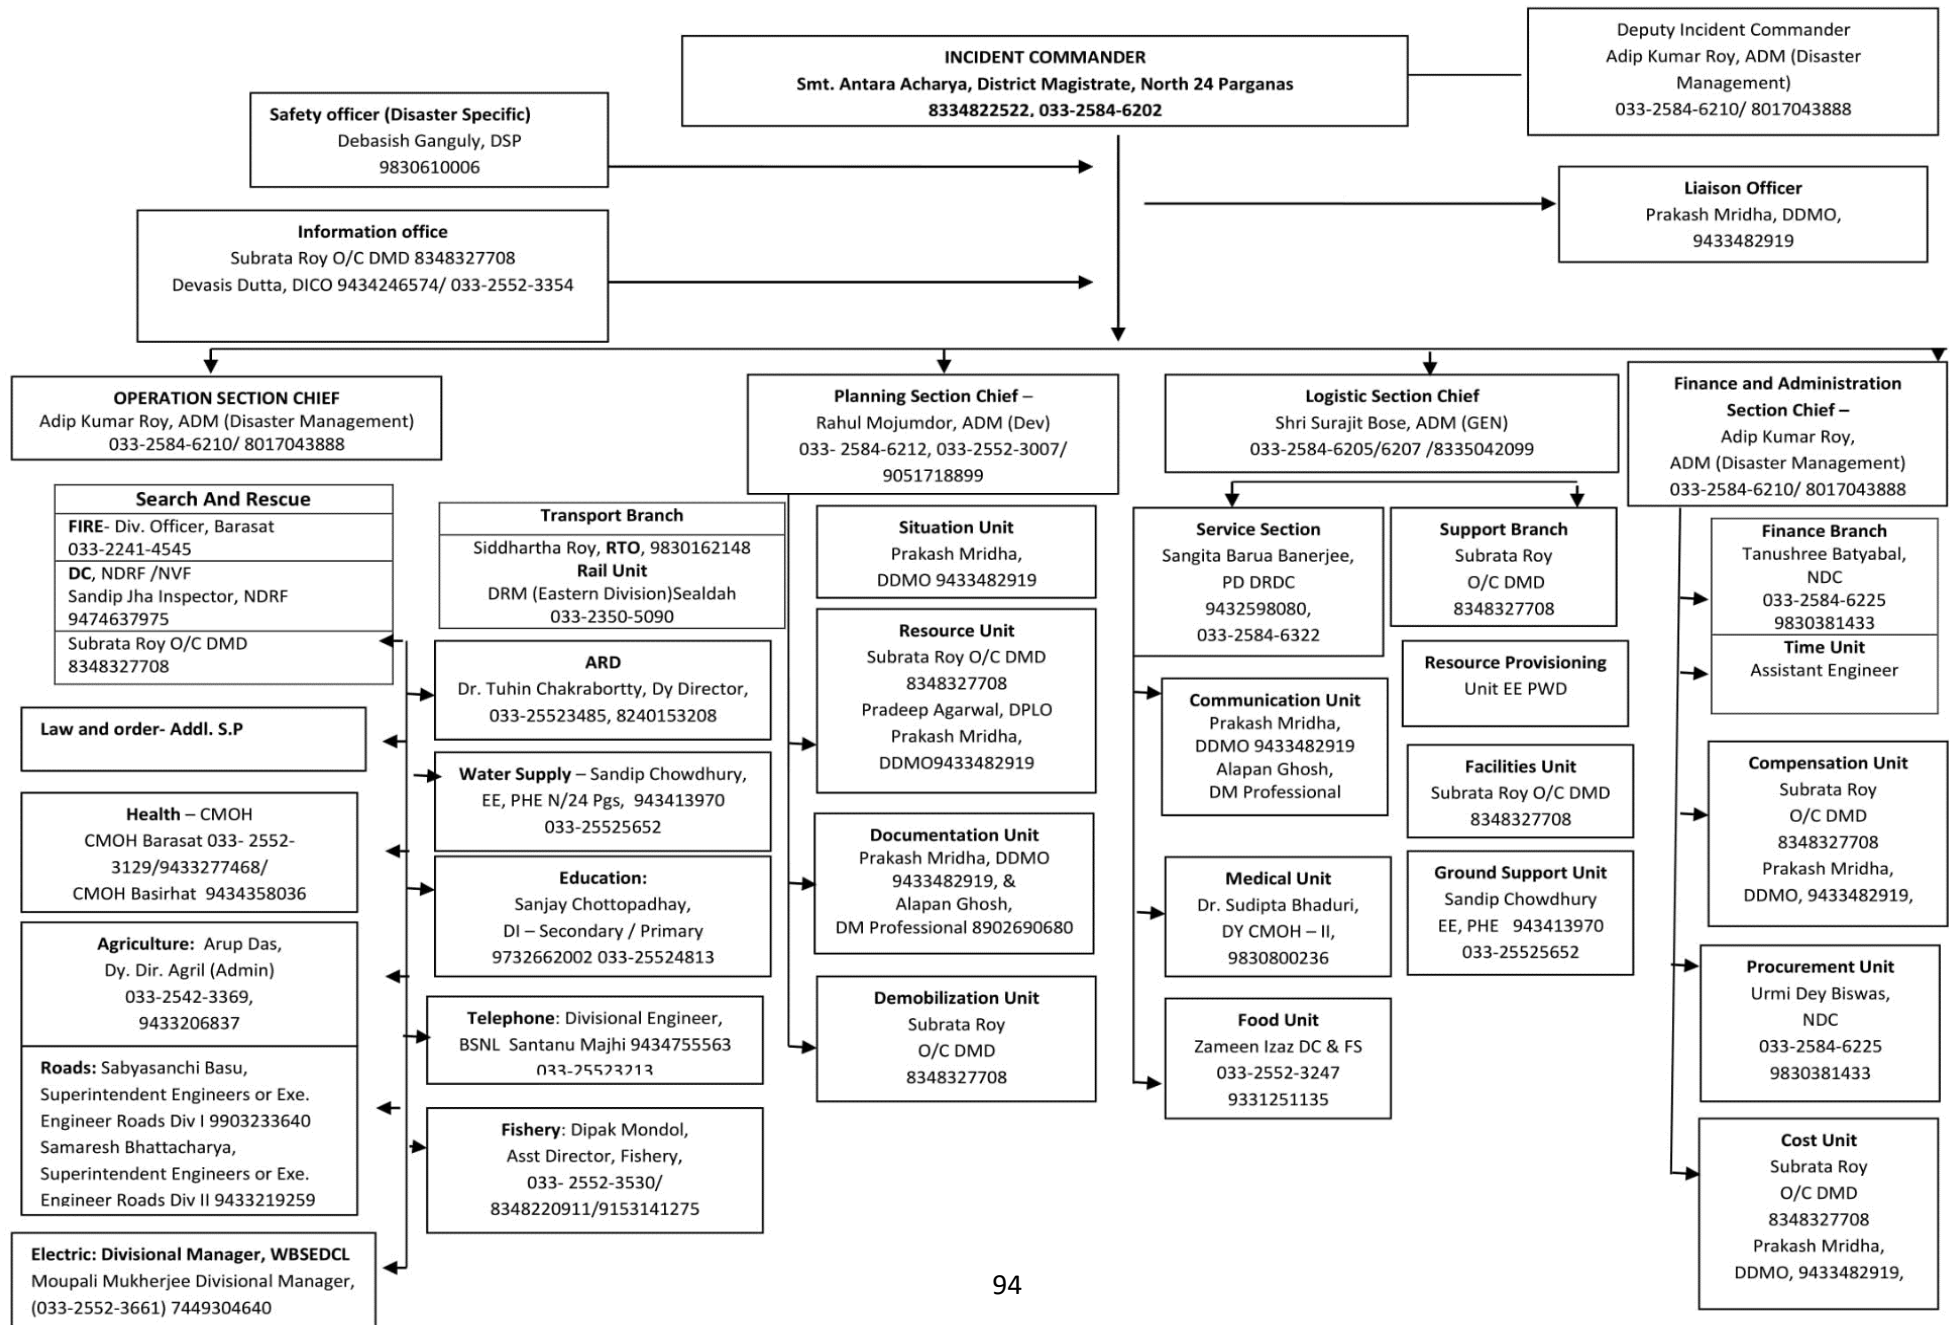 INCIDENT COMMANDER
Smt. Antara Acharya, District Magistrate, North 24 Parganas
8334822522, 033-2584-6202
Deputy Incident Commander
Adip Kumar Roy, ADM (Disaster
Management)
033-2584-6210/ 8017043888
Safety officer (Disaster Specific)
Debasish Ganguly, DSP
9830610006
Liaison Officer
Prakash Mridha, DDMO,
9433482919
Information office
Subrata Roy O/C DMD 8348327708
Devasis Dutta, DICO 9434246574/ 033-2552-3354
OPERATION SECTION CHIEF
Adip Kumar Roy, ADM (Disaster Management)
033-2584-6210/ 8017043888
Search And Rescue
FIRE- Div. Officer, Barasat
033-2241-4545
DC, NDRF /NVF
Sandip Jha Inspector, NDRF
9474637975
Subrata Roy O/C DMD
8348327708
Law and order- Addl. S.P
Health – CMOH
CMOH Barasat 033- 2552-
3129/9433277468/
CMOH Basirhat 9434358036
Agriculture: Arup Das,
Dy. Dir. Agril (Admin)
033-2542-3369,
9433206837
Roads: Sabyasanchi Basu,
Superintendent Engineers or Exe.
Engineer Roads Div I 9903233640
Samaresh Bhattacharya,
Superintendent Engineers or Exe.
Engineer Roads Div II 9433219259
Electric: Divisional Manager, WBSEDCL
Moupali Mukherjee Divisional Manager,
(033-2552-3661) 7449304640
Transport Branch
Siddhartha Roy, RTO, 9830162148
Rail Unit
DRM (Eastern Division)Sealdah
033-2350-5090
ARD
Dr. Tuhin Chakrabortty, Dy Director,
033-25523485, 8240153208
Water Supply – Sandip Chowdhury,
EE, PHE N/24 Pgs, 943413970
033-25525652
Education:
Sanjay Chottopadhay,
DI – Secondary / Primary
9732662002 033-25524813
Telephone: Divisional Engineer,
BSNL Santanu Majhi 9434755563
033-25523213
Fishery: Dipak Mondol,
Asst Director, Fishery,
033- 2552-3530/
8348220911/9153141275
Planning Section Chief –
Rahul Mojumdor, ADM (Dev)
033- 2584-6212, 033-2552-3007/
9051718899
Situation Unit
Prakash Mridha,
DDMO 9433482919
Resource Unit
Subrata Roy O/C DMD
8348327708
Pradeep Agarwal, DPLO
Prakash Mridha,
DDMO9433482919
Documentation Unit
Prakash Mridha, DDMO
9433482919, &
Alapan Ghosh,
DM Professional 8902690680
Demobilization Unit
Subrata Roy
O/C DMD
8348327708
Logistic Section Chief
Shri Surajit Bose, ADM (GEN)
033-2584-6205/6207 /8335042099
Service Section
Sangita Barua Banerjee,
PD DRDC
9432598080,
033-2584-6322
Communication Unit
Prakash Mridha,
DDMO 9433482919
Alapan Ghosh,
DM Professional
Medical Unit
Dr. Sudipta Bhaduri,
DY CMOH – II,
9830800236
Food Unit
Zameen Izaz DC & FS
033-2552-3247
9331251135
Support Branch
Subrata Roy
O/C DMD
8348327708
Resource Provisioning
Unit EE PWD
Facilities Unit
Subrata Roy O/C DMD
8348327708
Ground Support Unit
Sandip Chowdhury
EE, PHE 943413970
033-25525652
Finance and Administration
Section Chief –
Adip Kumar Roy,
ADM (Disaster Management)
033-2584-6210/ 8017043888
Finance Branch
Tanushree Batyabal,
NDC
033-2584-6225
9830381433
Time Unit
Assistant Engineer
Compensation Unit
Subrata Roy
O/C DMD
8348327708
Prakash Mridha,
DDMO, 9433482919,
Procurement Unit
Urmi Dey Biswas,
NDC
033-2584-6225
9830381433
Cost Unit
Subrata Roy
O/C DMD
8348327708
Prakash Mridha,
DDMO, 9433482919,
94